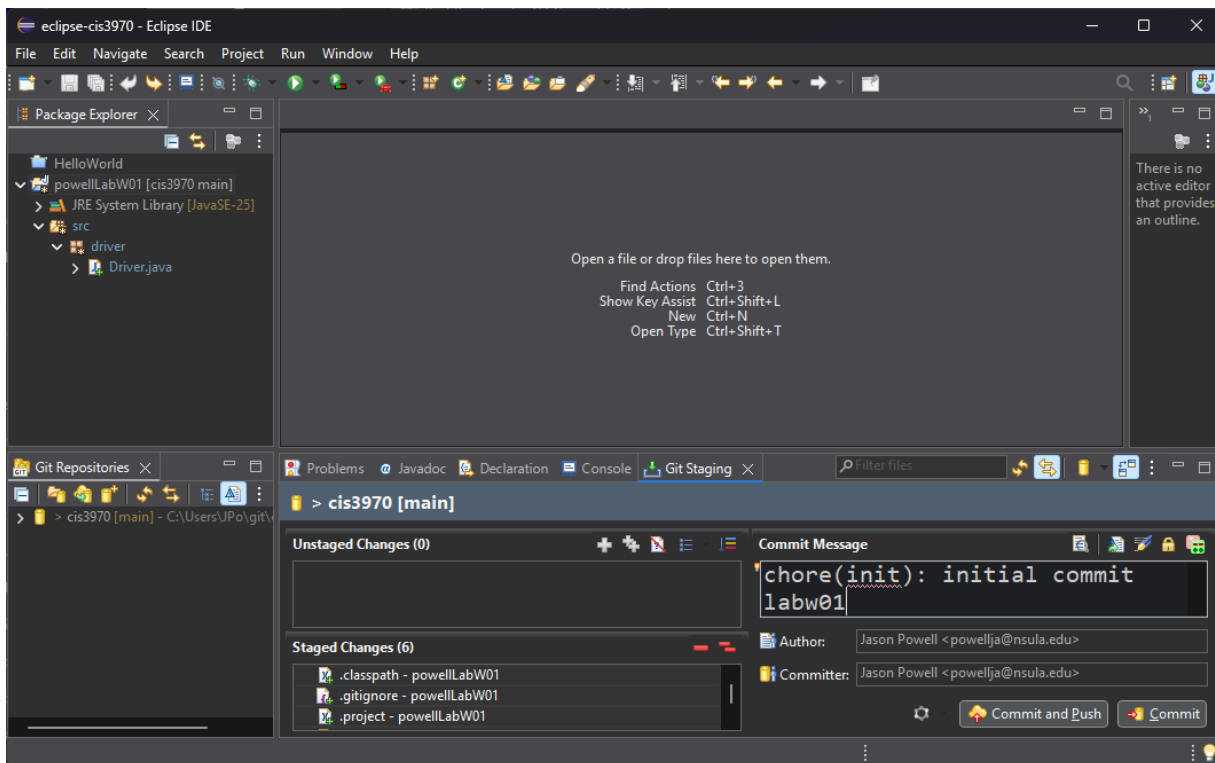 eclipse-cis3970 - Eclipse IDE
File Edit Navigate Search Project Run Window Help
Package Explorer
HelloWorld
powellLabW01 [cis3970 main]
JRE System Library [JavaSE-25]
src
driver
Driver.java
Open a file or drop files here to open them.
Find Actions Ctrl+3
Show Key Assist Ctrl+Shift+L
New Ctrl+N
Open Type Ctrl+Shift+T
»1
There is no
active editor
that provides
an outline.
Git Repositories
> cis3970 [main] - C:\Users\JPo\git\
Problems Javadoc Declaration Console Git Staging
Filter files
> cis3970 [main]
Unstaged Changes (0)
Staged Changes (6)
.classpath - powellLabW01
.gitignore - powellLabW01
.project - powellLabW01
Commit Message
chore(init): initial commit
labw01
Author: Jason Powell <powellja@nsula.edu>
Committer: Jason Powell <powellja@nsula.edu>
Commit and Push Commit